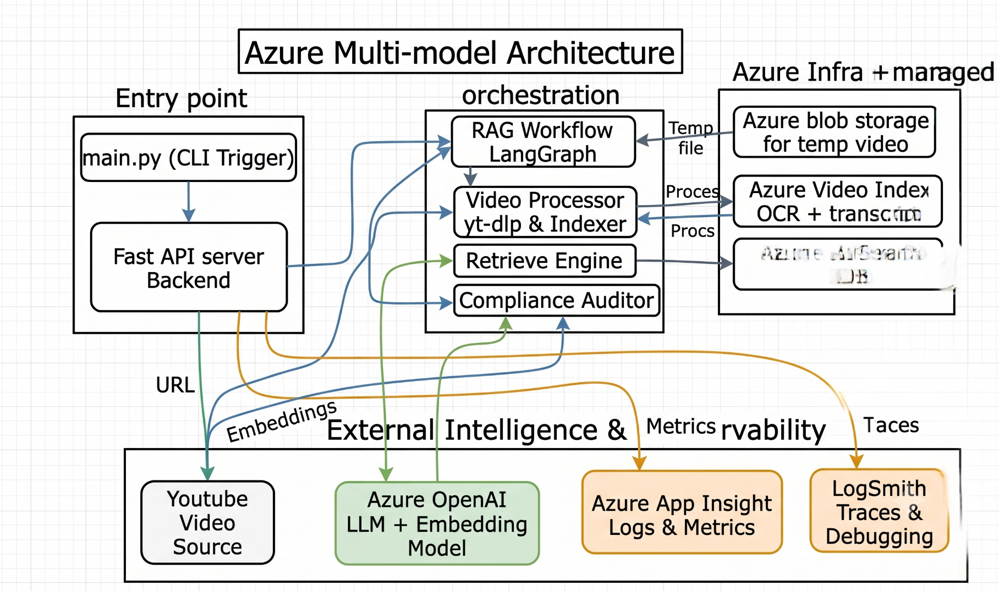 Azure Multi-model Architecture
Azure Infra + managed
orchestration
Entry point
main.py (CLI Trigger)
Fast API server
Backend
RAG Workflow
LangGraph
Video Processor
yt-dlp & Indexer
Retrieve Engine
Compliance Auditor
Temp
file
Proces
Procs
Azure blob storage
for temp video
Azure Video Index
OCR + transcript
DB
URL
Embeddings
External Intelligence &
Metrics
rvability
Taces
Youtube
Video
Source
Azure OpenAI
LLM + Embedding
Model
Azure App Insight
Logs & Metrics
LogSmith
Traces &
Debugging